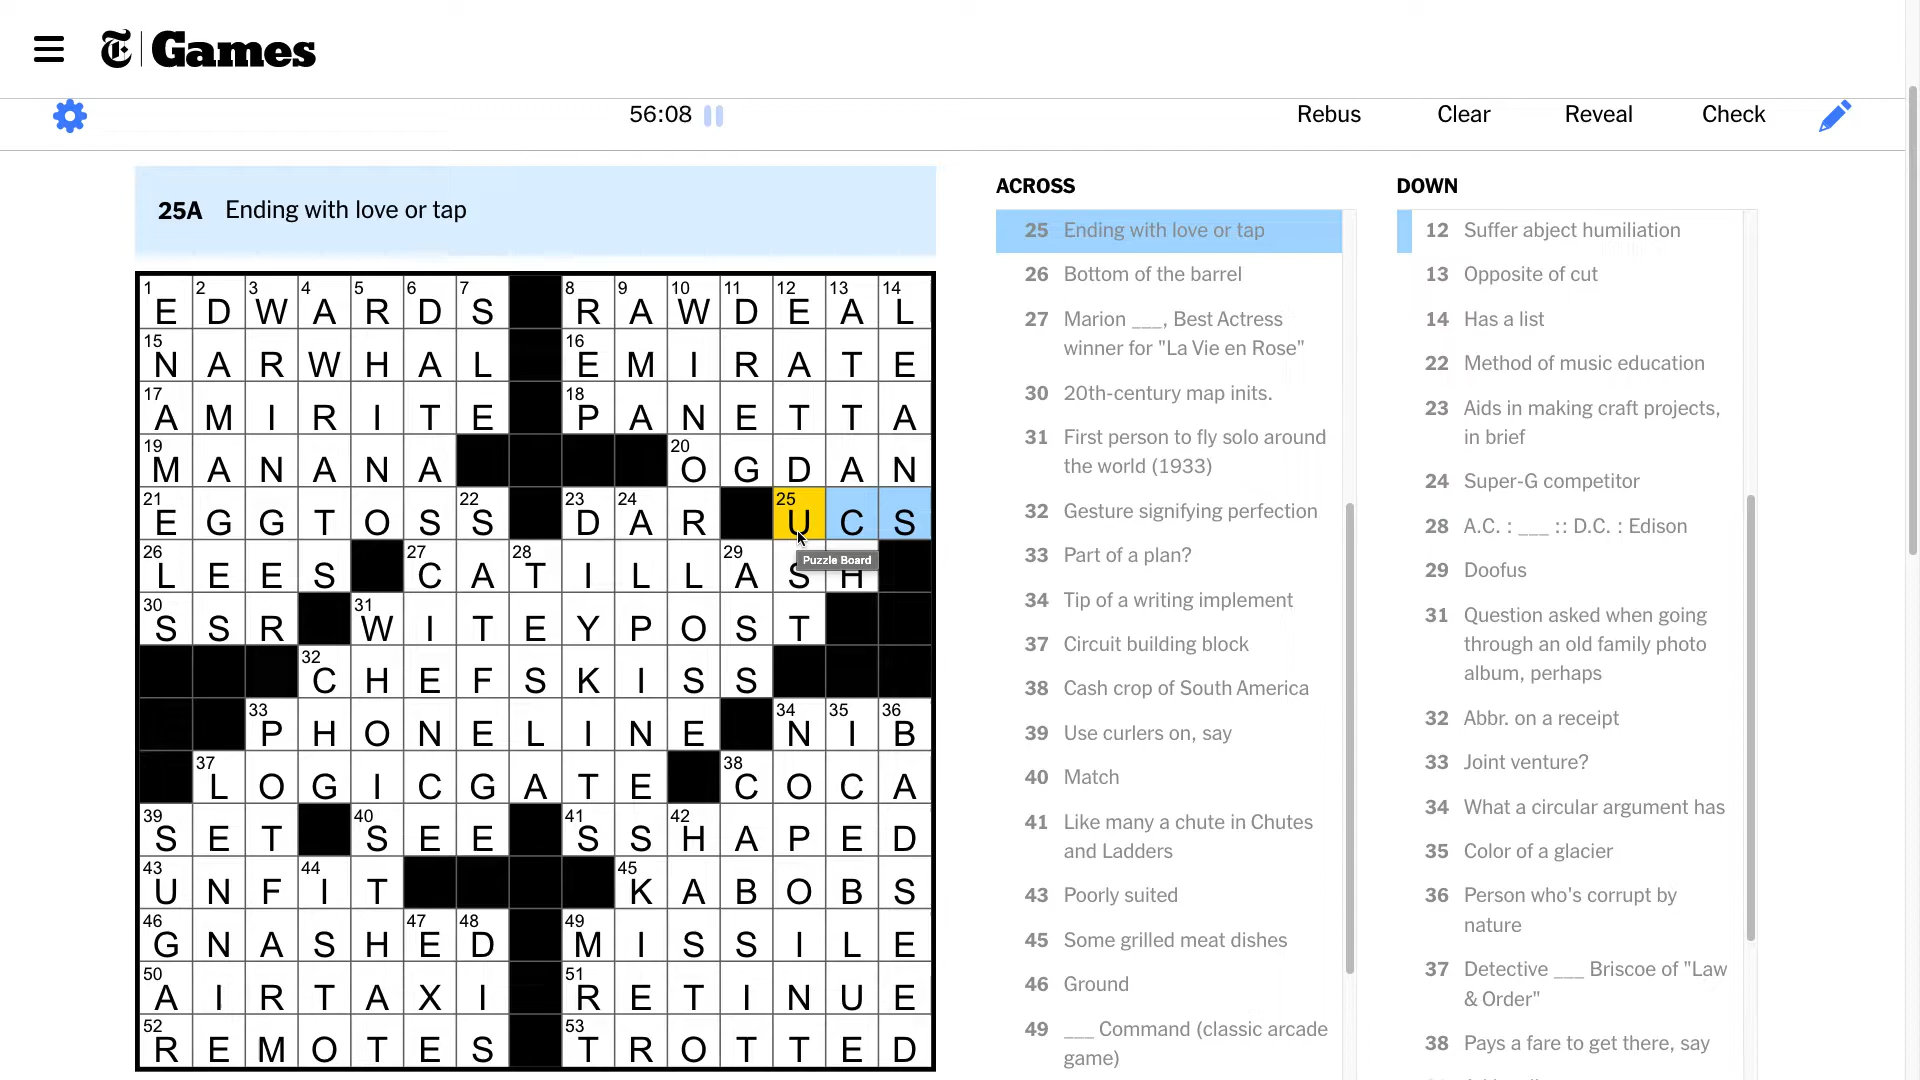 Games
56:08
Rebus Clear Reveal Check
25A Ending with love or tap
1 2 3 4 5 6 7 8 9 10 11 12 13 14
E D W A R D S R A W D E A L
15 16
N A R W H A L E M I R A T E
17 18
A M I R I T E P A N E T T A
19 20
M A N A N A O G D A N
21 22 23 24 25
E G G T O S S D A R U C S
26 27 28 29
L E E S C A T I L L A S H
Puzzle Board
30 31
S S R W I T E Y P O S T
32
C H E F S K I S S
33 34 35 36
P H O N E L I N E N I B
37 38
L O G I C G A T E C O C A
39 40 41 42
S E T S E E S S H A P E D
43 44 45
U N F I T K A B O B S
46 47 48 49
G N A S H E D M I S S I L E
50 51
A I R T A X I R E T I N U E
52 53
R E M O T E S T R O T T E D
ACROSS
25 Ending with love or tap
26 Bottom of the barrel
27 Marion ___, Best Actress
winner for "La Vie en Rose"
30 20th-century map inits.
31 First person to fly solo around
the world (1933)
32 Gesture signifying perfection
33 Part of a plan?
34 Tip of a writing implement
37 Circuit building block
38 Cash crop of South America
39 Use curlers on, say
40 Match
41 Like many a chute in Chutes
and Ladders
43 Poorly suited
45 Some grilled meat dishes
46 Ground
49 ___ Command (classic arcade
game)
DOWN
12 Suffer abject humiliation
13 Opposite of cut
14 Has a list
22 Method of music education
23 Aids in making craft projects,
in brief
24 Super-G competitor
28 A.C. : ___ :: D.C. : Edison
29 Doofus
31 Question asked when going
through an old family photo
album, perhaps
32 Abbr. on a receipt
33 Joint venture?
34 What a circular argument has
35 Color of a glacier
36 Person who's corrupt by
nature
37 Detective ___ Briscoe of "Law
& Order"
38 Pays a fare to get there, say